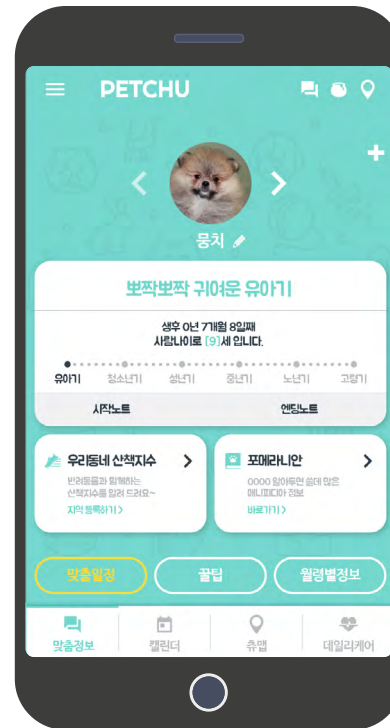 PETCHU
뭉치
뽀짝뽀짝 귀여운 유아기
생후 0년 7개월 8일째
사람나이로 [9]세 입니다.
유아기 청소년기 성년기 중년기 노년기 고령기
시작노트 엔딩노트
우리동네 산책지수
반려동물과 함께하는
산책지수를 알려 드려요~
지역 등록하기 >
포메라니안
0000 알아두면 쓸데 많은
애니피디아 정보
바로가기 >
맞춤일정 꿀팁 월령별정보
맞춤정보 캘린더 츄맵 데일리케어